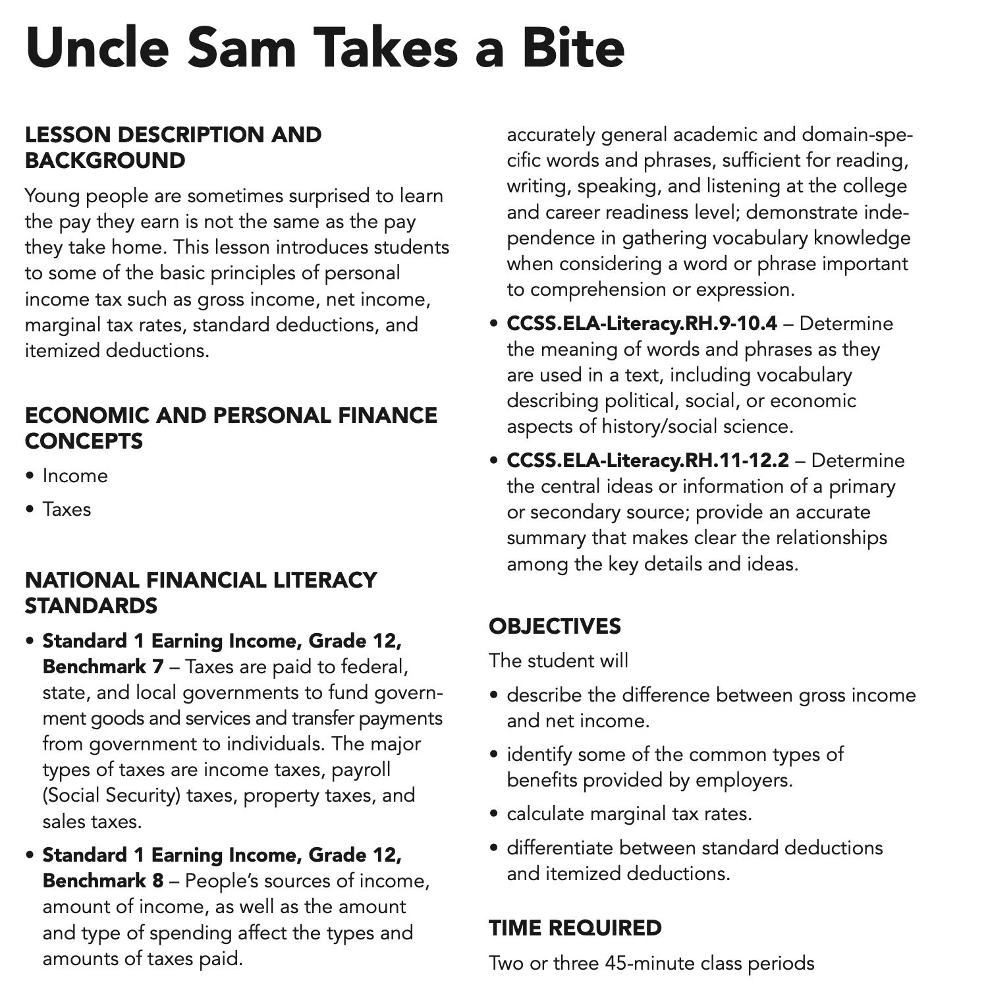 Uncle Sam Takes a Bite
LESSON DESCRIPTION AND
BACKGROUND
Young people are sometimes surprised to learn
the pay they earn is not the same as the pay
they take home. This lesson introduces students
to some of the basic principles of personal
income tax such as gross income, net income,
marginal tax rates, standard deductions, and
itemized deductions.
ECONOMIC AND PERSONAL FINANCE
CONCEPTS
• Income
• Taxes
NATIONAL FINANCIAL LITERACY
STANDARDS
• Standard 1 Earning Income, Grade 12,
Benchmark 7 – Taxes are paid to federal,
state, and local governments to fund govern-
ment goods and services and transfer payments
from government to individuals. The major
types of taxes are income taxes, payroll
(Social Security) taxes, property taxes, and
sales taxes.
• Standard 1 Earning Income, Grade 12,
Benchmark 8 – People’s sources of income,
amount of income, as well as the amount
and type of spending affect the types and
amounts of taxes paid.
accurately general academic and domain-spe-
cific words and phrases, sufficient for reading,
writing, speaking, and listening at the college
and career readiness level; demonstrate inde-
pendence in gathering vocabulary knowledge
when considering a word or phrase important
to comprehension or expression.
• CCSS.ELA-Literacy.RH.9-10.4 – Determine
the meaning of words and phrases as they
are used in a text, including vocabulary
describing political, social, or economic
aspects of history/social science.
• CCSS.ELA-Literacy.RH.11-12.2 – Determine
the central ideas or information of a primary
or secondary source; provide an accurate
summary that makes clear the relationships
among the key details and ideas.
OBJECTIVES
The student will
• describe the difference between gross income
and net income.
• identify some of the common types of
benefits provided by employers.
• calculate marginal tax rates.
• differentiate between standard deductions
and itemized deductions.
TIME REQUIRED
Two or three 45-minute class periods